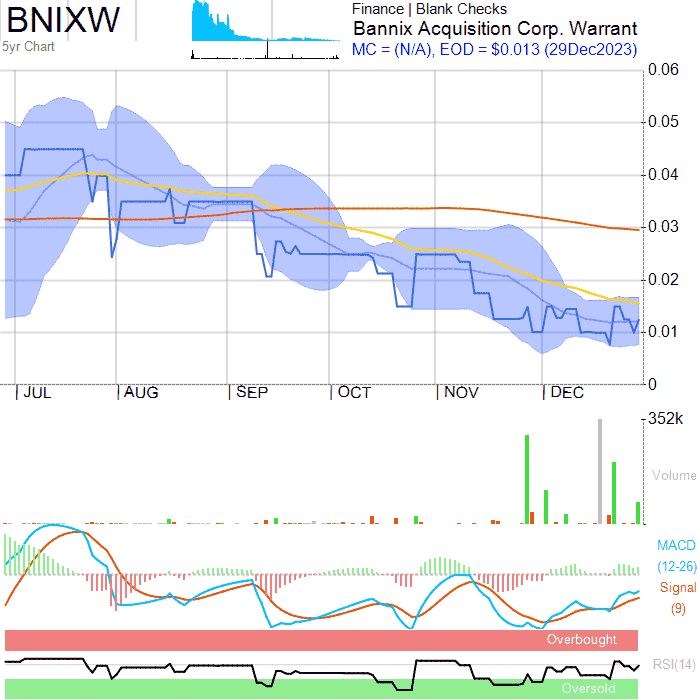 BNIXW
5yr Chart
Finance | Blank Checks
Bannix Acquisition Corp. Warrant
MC = (N/A), EOD = $0.013 (29Dec2023)
0.06
0.05
0.04
0.03
0.02
0.01
0
JUL AUG SEP OCT NOV DEC
352k
Volume
MACD
(12-26)
Signal
(9)
Overbought
RSI(14)
Oversold